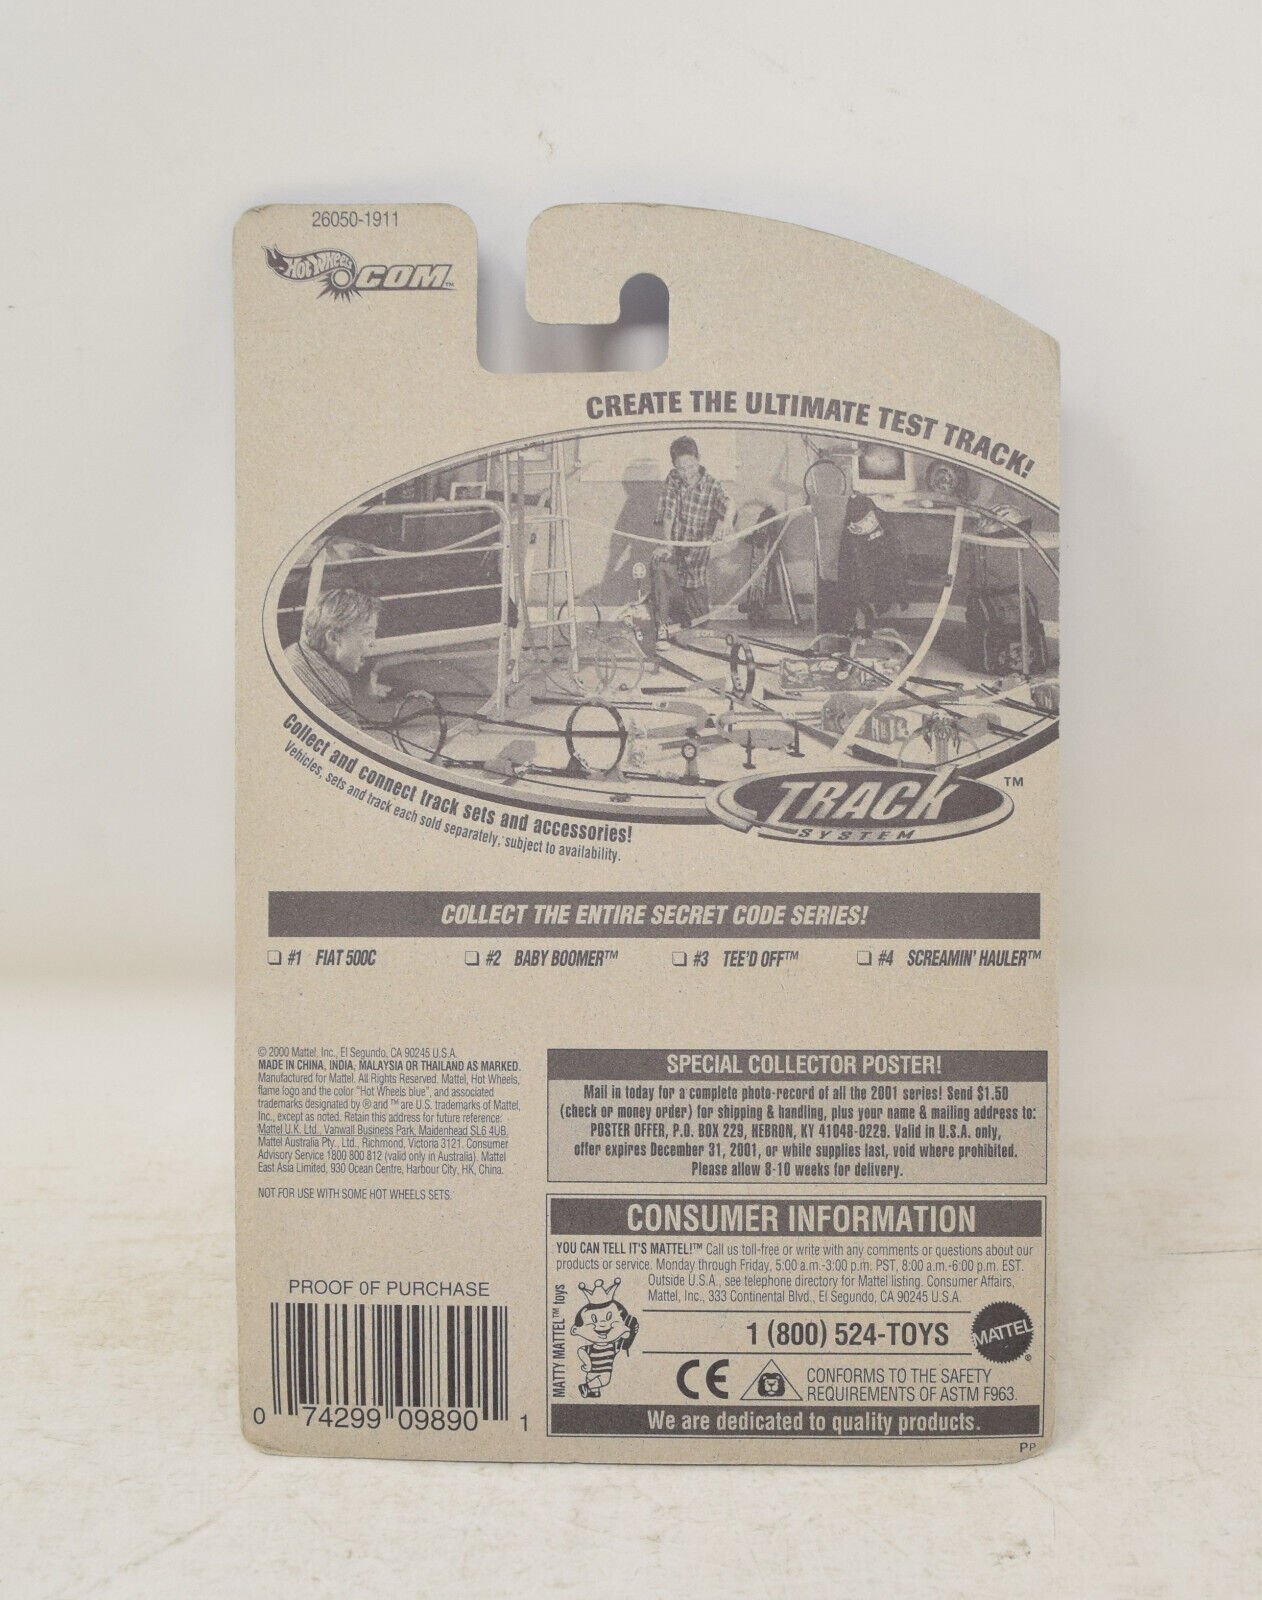 26050-1911
HOT WHEELS .COM™
CREATE THE ULTIMATE TEST TRACK!
Collect and connect track sets and accessories!
Vehicles, sets and track each sold separately, subject to availability.
TRACK ™
SYSTEM
COLLECT THE ENTIRE SECRET CODE SERIES!
❏ #1 FIAT 500C ❏ #2 BABY BOOMER™ ❏ #3 TEE'D OFF™ ❏ #4 SCREAMIN' HAULER™
© 2000 Mattel, Inc., El Segundo, CA 90245 U.S.A.
MADE IN CHINA, INDIA, MALAYSIA OR THAILAND AS MARKED.
Manufactured for Mattel. All Rights Reserved. Mattel, Hot Wheels,
flame logo and the color "Hot Wheels blue", and associated
trademarks designated by ® and ™ are U.S. trademarks of Mattel,
Inc., except as noted. Retain this address for future reference:
Mattel U.K. Ltd., Vanwall Business Park, Maidenhead SL6 4UB.
Mattel Australia Pty., Ltd., Richmond, Victoria 3121. Consumer
Advisory Service 1800 800 812 (valid only in Australia). Mattel
East Asia Limited, 930 Ocean Centre, Harbour City, HK, China.
NOT FOR USE WITH SOME HOT WHEELS SETS.
SPECIAL COLLECTOR POSTER!
Mail in today for a complete photo-record of all the 2001 series! Send $1.50
(check or money order) for shipping & handling, plus your name & mailing address to:
POSTER OFFER, P.O. BOX 229, HEBRON, KY 41048-0229. Valid in U.S.A. only,
offer expires December 31, 2001, or while supplies last, void where prohibited.
Please allow 8-10 weeks for delivery.
CONSUMER INFORMATION
YOU CAN TELL IT'S MATTEL!™ Call us toll-free or write with any comments or questions about our
products or service. Monday through Friday, 5:00 a.m.-3:00 p.m. PST, 8:00 a.m.-6:00 p.m. EST.
Outside U.S.A., see telephone directory for Mattel listing. Consumer Affairs,
Mattel, Inc., 333 Continental Blvd., El Segundo, CA 90245 U.S.A.
MATTY MATTEL™ toys
1 (800) 524-TOYS
MATTEL®
CE
CONFORMS TO THE SAFETY
REQUIREMENTS OF ASTM F963.
We are dedicated to quality products.
PP
PROOF OF PURCHASE
0 74299 09890 1